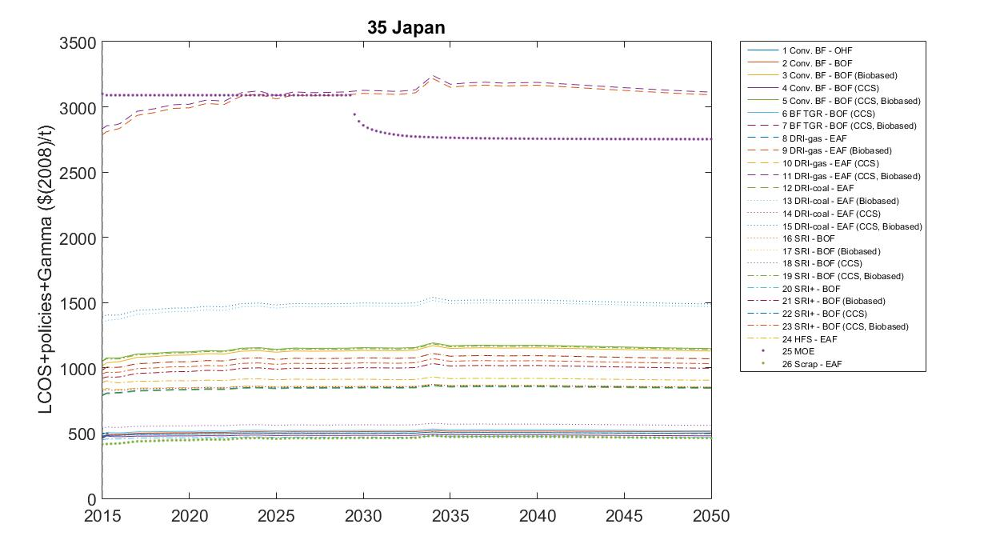 35 Japan
LCOS+policies+Gamma ($(2008)/t)
3500
3000
2500
2000
1500
1000
500
0
2015
2020
2025
2030
2035
2040
2045
2050
1 Conv. BF - OHF
2 Conv. BF - BOF
3 Conv. BF - BOF (Biobased)
4 Conv. BF - BOF (CCS)
5 Conv. BF - BOF (CCS, Biobased)
6 BF TGR - BOF (CCS)
7 BF TGR - BOF (CCS, Biobased)
8 DRI-gas - EAF
9 DRI-gas - EAF (Biobased)
10 DRI-gas - EAF (CCS)
11 DRI-gas - EAF (CCS, Biobased)
12 DRI-coal - EAF
13 DRI-coal - EAF (Biobased)
14 DRI-coal - EAF (CCS)
15 DRI-coal - EAF (CCS, Biobased)
16 SRI - BOF
17 SRI - BOF (Biobased)
18 SRI - BOF (CCS)
19 SRI - BOF (CCS, Biobased)
20 SRI+ - BOF
21 SRI+ - BOF (Biobased)
22 SRI+ - BOF (CCS)
23 SRI+ - BOF (CCS, Biobased)
24 HFS - EAF
25 MOE
26 Scrap - EAF